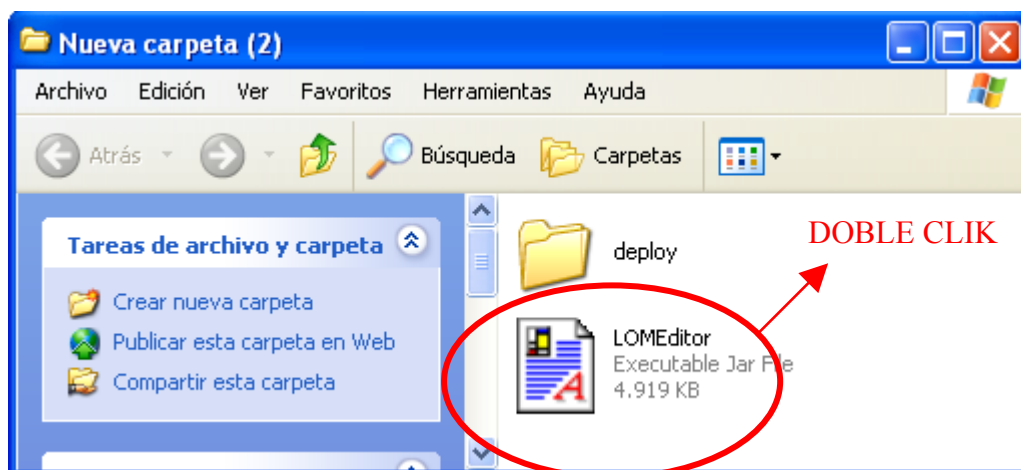 Nueva carpeta (2)
Archivo Edición Ver Favoritos Herramientas Ayuda
Atrás Búsqueda Carpetas
Tareas de archivo y carpeta
Crear nueva carpeta
Publicar esta carpeta en Web
Compartir esta carpeta
deploy
DOBLE CLIK
LOMEditor
Executable Jar File
4.919 KB